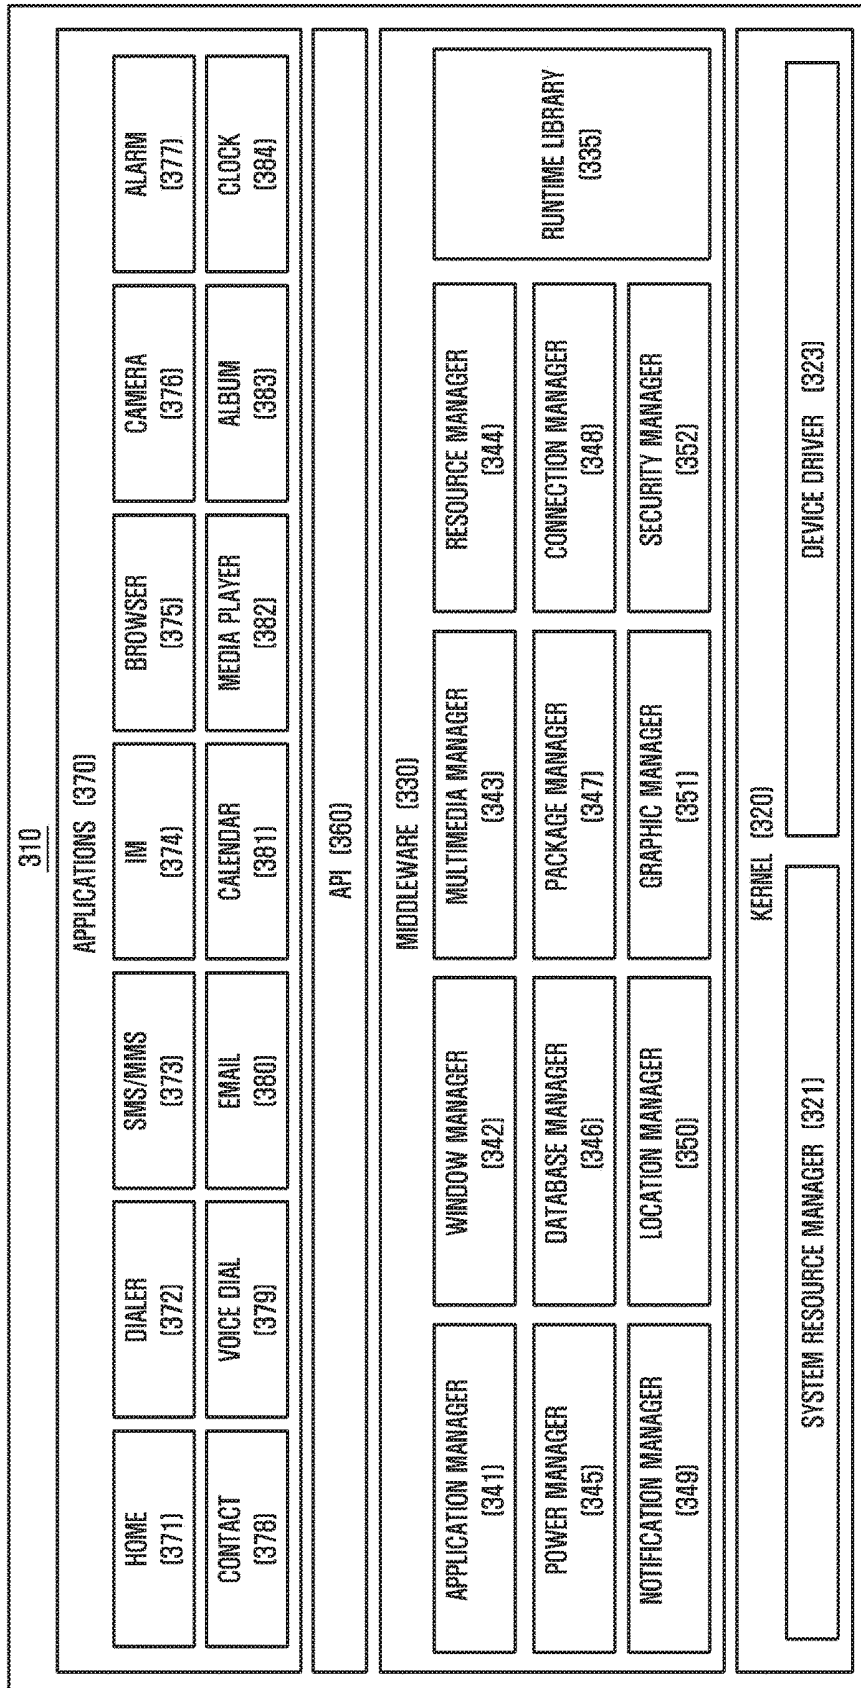 310
APPLICATIONS (370)
HOME
(371)
DIALER
(372)
SMS/MMS
(373)
IM
(374)
BROWSER
(375)
CAMERA
(376)
ALARM
(377)
CONTACT
(378)
VOICE DIAL
(379)
EMAIL
(380)
CALENDAR
(381)
MEDIA PLAYER
(382)
ALBUM
(383)
CLOCK
(384)
API (360)
MIDDLEWARE (330)
APPLICATION MANAGER
(341)
WINDOW MANAGER
(342)
MULTIMEDIA MANAGER
(343)
RESOURCE MANAGER
(344)
POWER MANAGER
(345)
DATABASE MANAGER
(346)
PACKAGE MANAGER
(347)
CONNECTION MANAGER
(348)
NOTIFICATION MANAGER
(349)
LOCATION MANAGER
(350)
GRAPHIC MANAGER
(351)
SECURITY MANAGER
(352)
RUNTIME LIBRARY
(335)
KERNEL (320)
SYSTEM RESOURCE MANAGER (321)
DEVICE DRIVER (323)